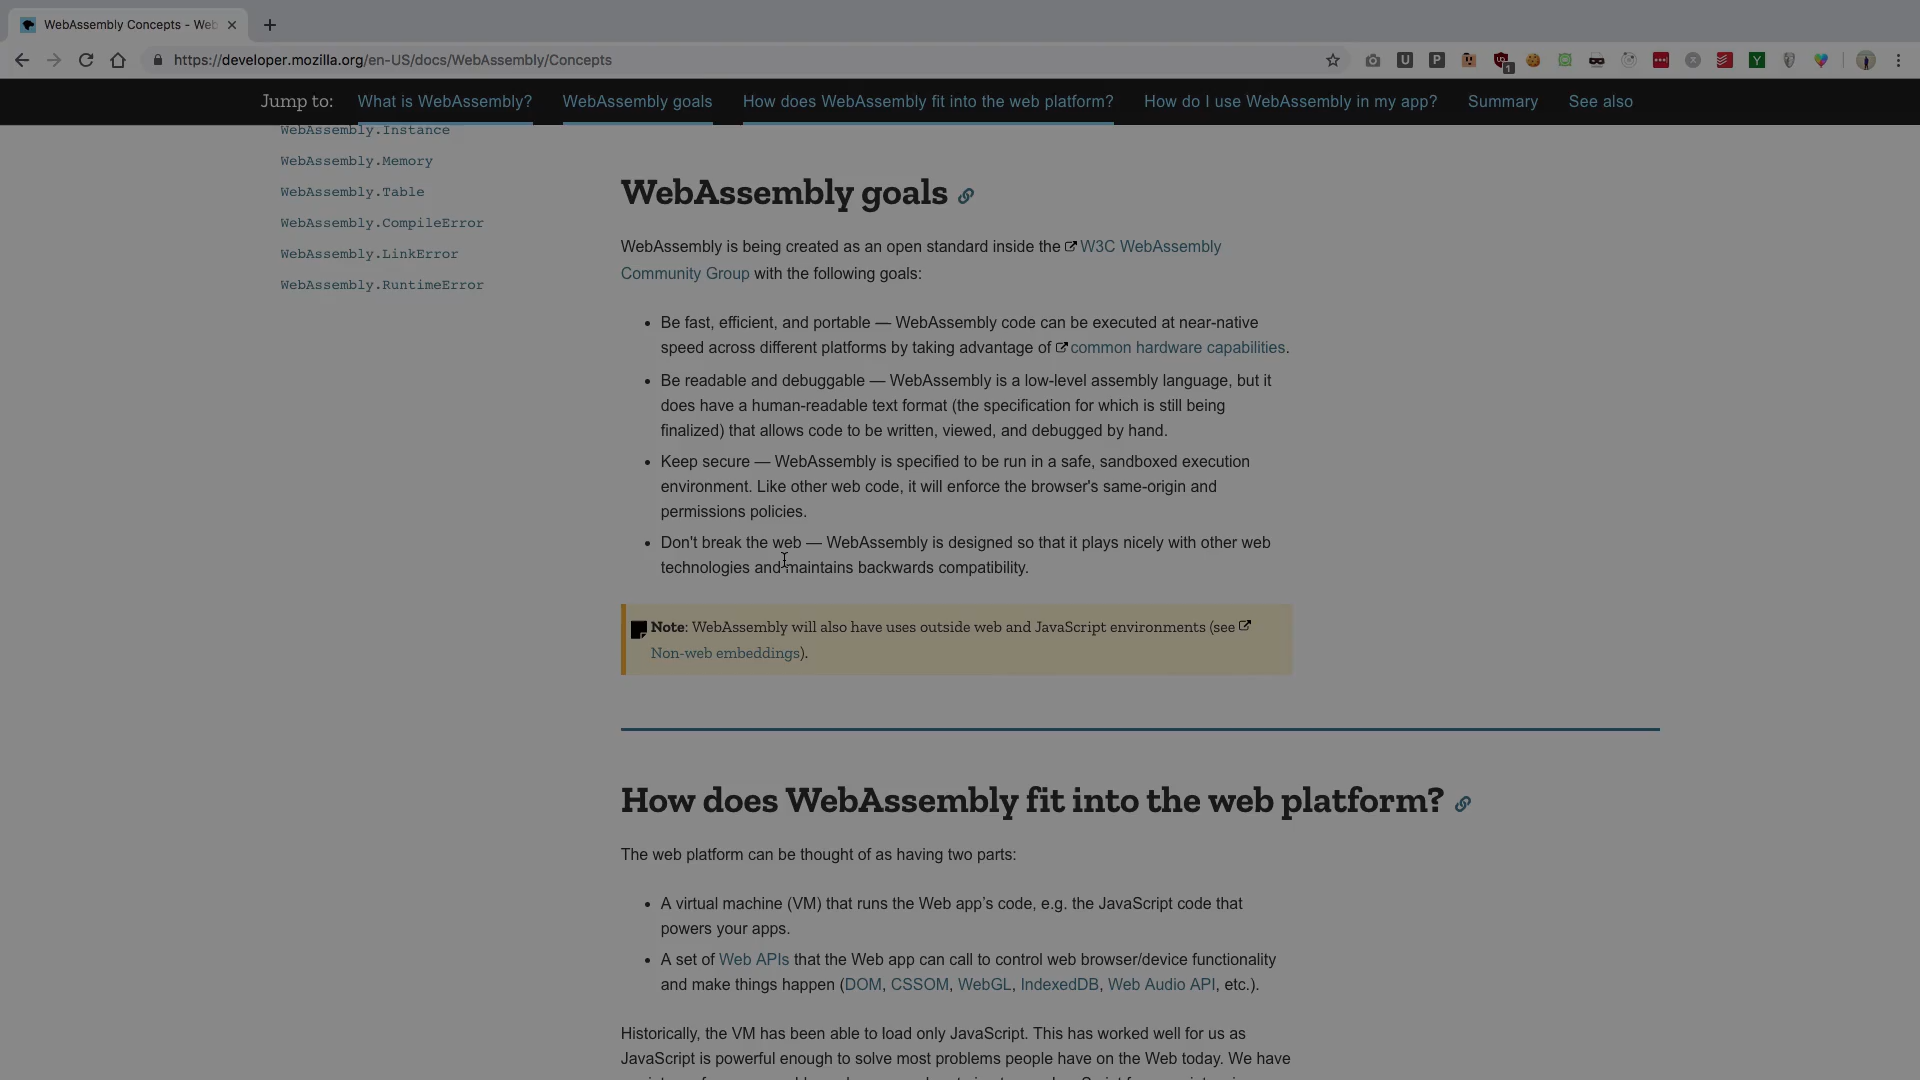 WebAssembly Concepts - Web
https://developer.mozilla.org/en-US/docs/WebAssembly/Concepts
U P 1 Y
Jump to: What is WebAssembly? WebAssembly goals How does WebAssembly fit into the web platform? How do I use WebAssembly in my app? Summary See also
WebAssembly.Instance
WebAssembly.Memory
WebAssembly.Table
WebAssembly.CompileError
WebAssembly.LinkError
WebAssembly.RuntimeError
WebAssembly goals
WebAssembly is being created as an open standard inside the W3C WebAssembly
Community Group with the following goals:
• Be fast, efficient, and portable — WebAssembly code can be executed at near-native
speed across different platforms by taking advantage of common hardware capabilities.
• Be readable and debuggable — WebAssembly is a low-level assembly language, but it
does have a human-readable text format (the specification for which is still being
finalized) that allows code to be written, viewed, and debugged by hand.
• Keep secure — WebAssembly is specified to be run in a safe, sandboxed execution
environment. Like other web code, it will enforce the browser's same-origin and
permissions policies.
• Don't break the web — WebAssembly is designed so that it plays nicely with other web
technologies and maintains backwards compatibility.
Note: WebAssembly will also have uses outside web and JavaScript environments (see
Non-web embeddings).
How does WebAssembly fit into the web platform?
The web platform can be thought of as having two parts:
• A virtual machine (VM) that runs the Web app’s code, e.g. the JavaScript code that
powers your apps.
• A set of Web APIs that the Web app can call to control web browser/device functionality
and make things happen (DOM, CSSOM, WebGL, IndexedDB, Web Audio API, etc.).
Historically, the VM has been able to load only JavaScript. This has worked well for us as
JavaScript is powerful enough to solve most problems people have on the Web today. We have